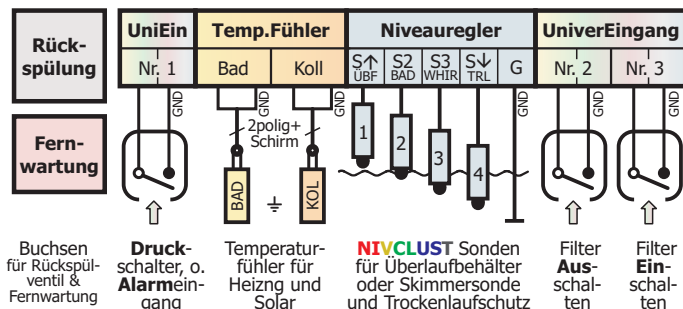 Rück-
spülung
UniEin
Temp.Fühler
Niveauregler
UniverEingang
Nr. 1
Bad
Koll
S↑
ÜBF
S2
BAD
S3
WHIR
S↓
TRL
G
Nr. 2
Nr. 3
GND
GND
GND
GND
GND
GND
Fern-
wartung
2polig+
Schirm
BAD
KOL
1
2
3
4
Buchsen
für Rückspül-
ventil &
Fernwartung
Druck-
schalter, o.
Alarmein-
gang
Temperatur-
fühler für
Heizng und
Solar
NIVCLUST Sonden
für Überlaufbehälter
oder Skimmersonde
und Trockenlaufschutz
Filter
Aus-
schal-
ten
Filter
Ein-
schal-
ten